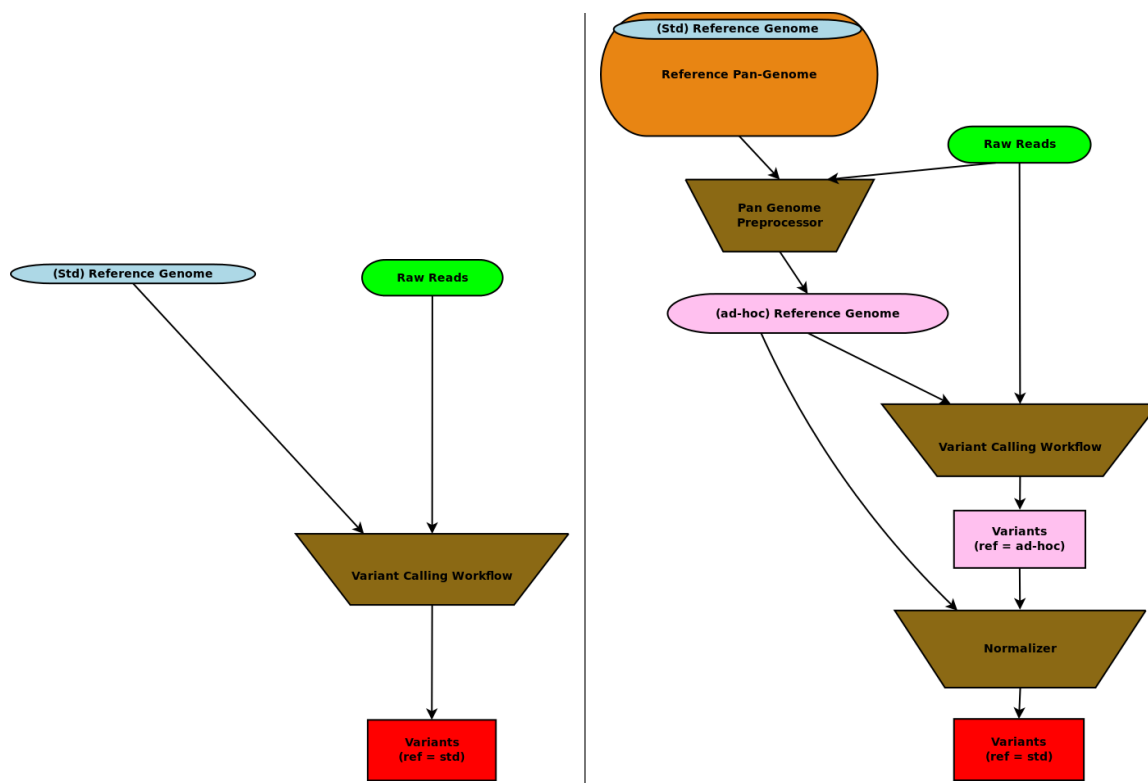 (Std) Reference Genome
Raw Reads
Variant Calling Workflow
Variants
(ref = std)
(Std) Reference Genome
Reference Pan-Genome
Raw Reads
Pan Genome
Preprocessor
(ad-hoc) Reference Genome
Variant Calling Workflow
Variants
(ref = ad-hoc)
Normalizer
Variants
(ref = std)